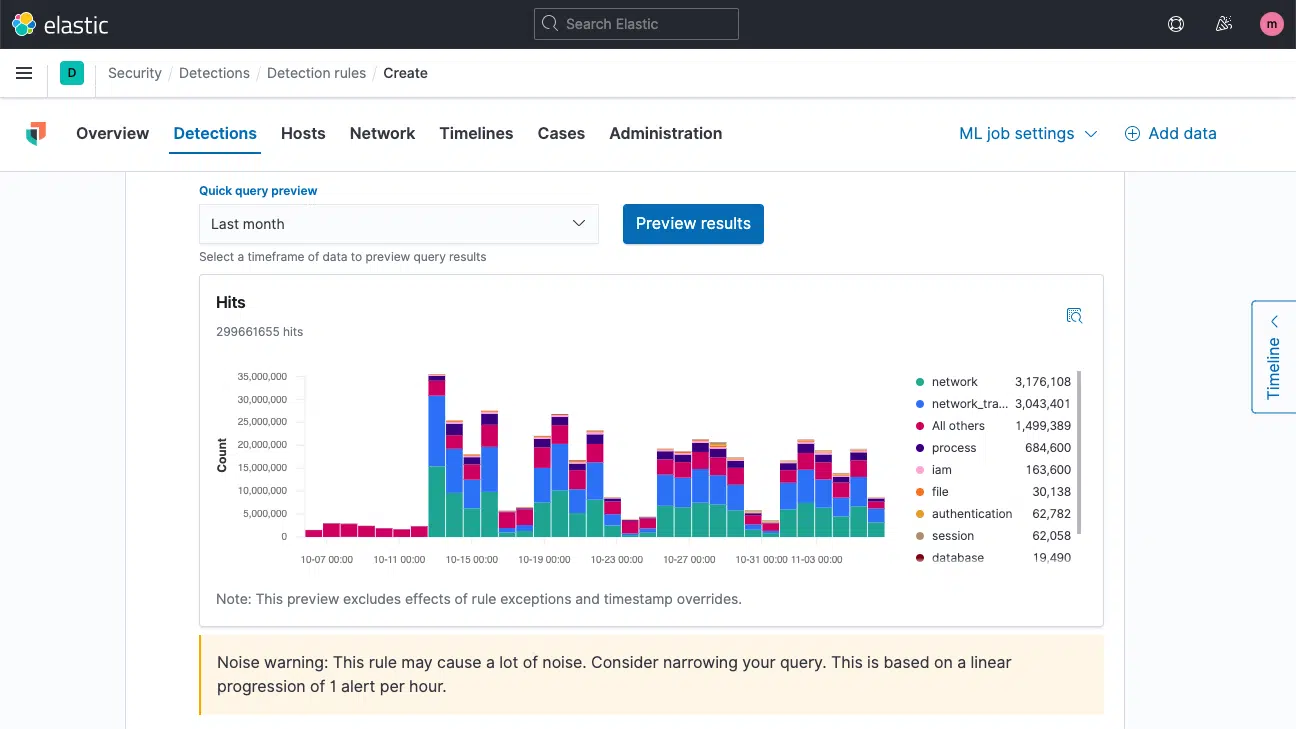 elastic
Search Elastic
m
D
Security / Detections / Detection rules / Create
Overview Detections Hosts Network Timelines Cases Administration
ML job settings
Add data
Quick query preview
Last month
Preview results
Select a timeframe of data to preview query results
Hits
299661655 hits
Count
35,000,000
30,000,000
25,000,000
20,000,000
15,000,000
10,000,000
5,000,000
0
10-07 00:00 10-11 00:00 10-15 00:00 10-19 00:00 10-23 00:00 10-27 00:00 10-31 00:00 11-03 00:00
network 3,176,108
network_tra... 3,043,401
All others 1,499,389
process 684,600
iam 163,600
file 30,138
authentication 62,782
session 62,058
database 19,490
Note: This preview excludes effects of rule exceptions and timestamp overrides.
Noise warning: This rule may cause a lot of noise. Consider narrowing your query. This is based on a linear
progression of 1 alert per hour.
Timeline